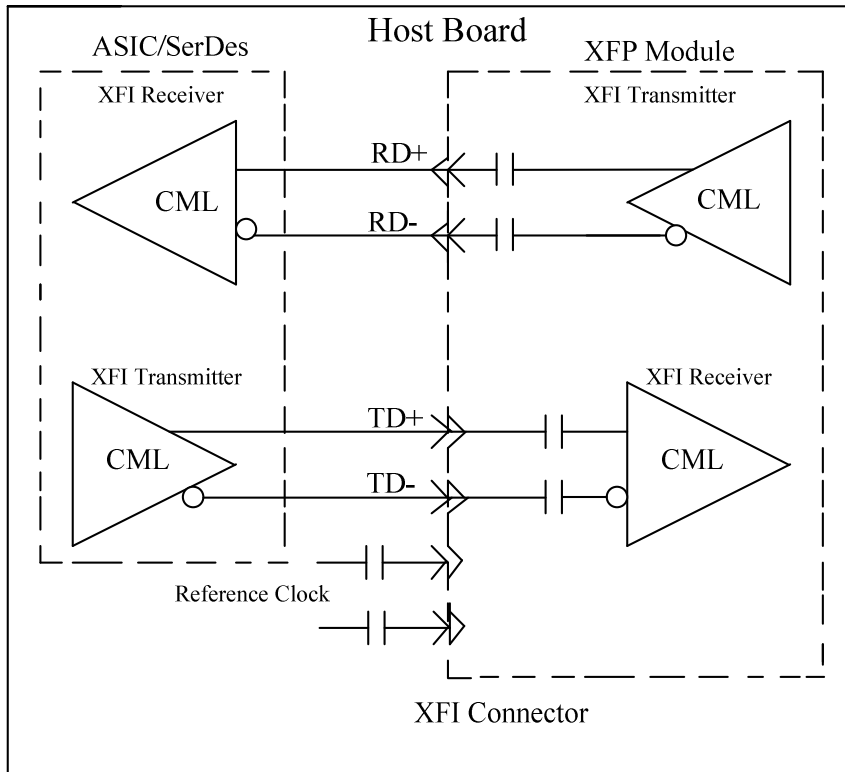 Host Board
ASIC/SerDes
XFP Module
XFI Receiver
XFI Transmitter
RD+
CML
CML
RD-
XFI Transmitter
XFI Receiver
TD+
CML
CML
TD-
Reference Clock
XFI Connector